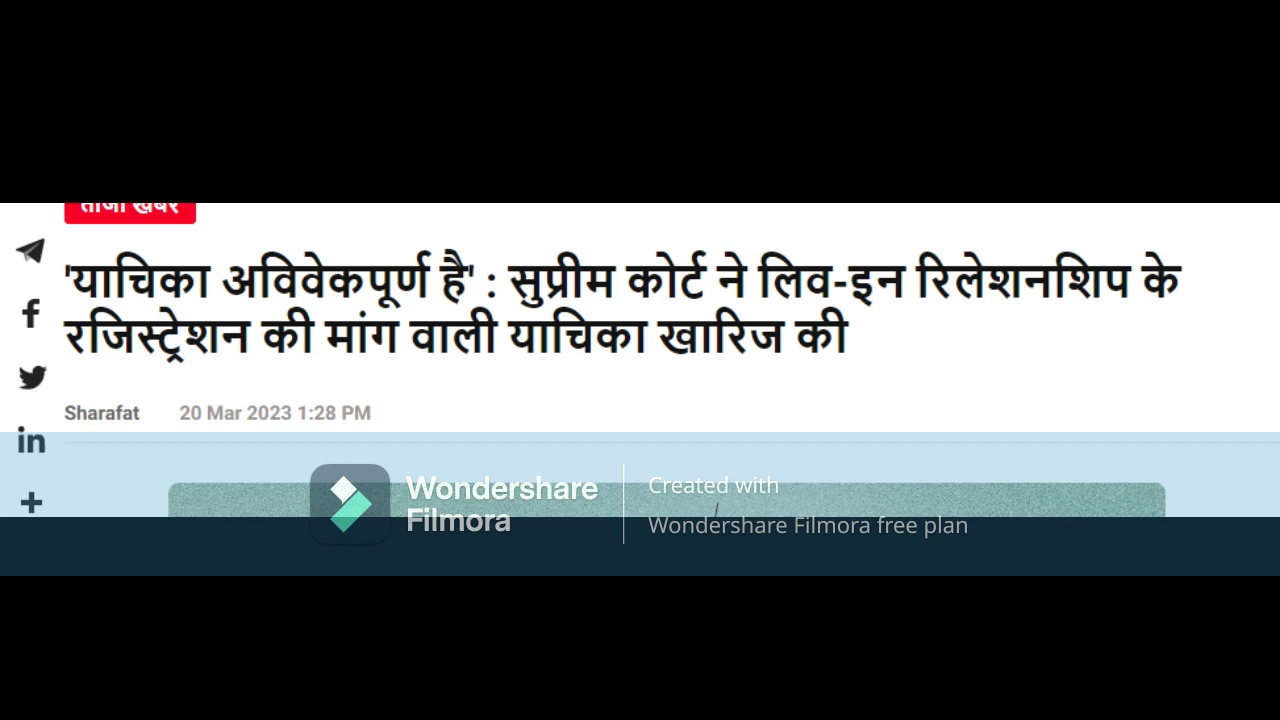 ताजा खबरें
'याचिका अविवेकपूर्ण है' : सुप्रीम कोर्ट ने लिव-इन रिलेशनशिप के
रजिस्ट्रेशन की मांग वाली याचिका खारिज की
Sharafat 20 Mar 2023 1:28 PM
Wondershare
Filmora
Created with
Wondershare Filmora free plan